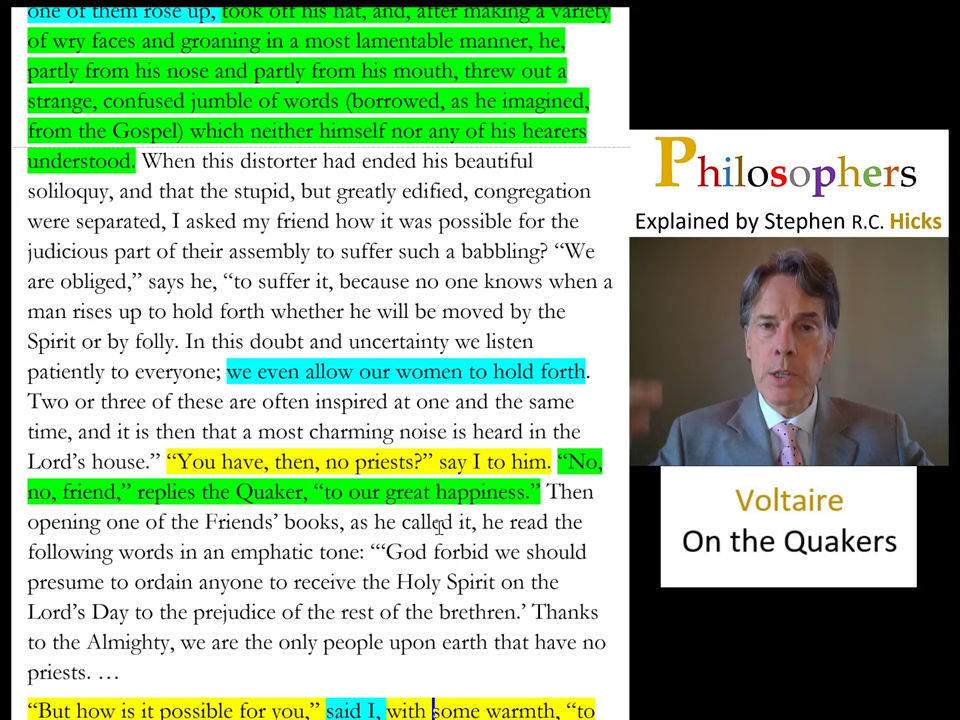 one of them rose up, took off his hat, and, after making a variety
of wry faces and groaning in a most lamentable manner, he,
partly from his nose and partly from his mouth, threw out a
strange, confused jumble of words (borrowed, as he imagined,
from the Gospel) which neither himself nor any of his hearers
understood. When this distorter had ended his beautiful
soliloquy, and that the stupid, but greatly edified, congregation
were separated, I asked my friend how it was possible for the
judicious part of their assembly to suffer such a babbling? “We
are obliged,” says he, “to suffer it, because no one knows when a
man rises up to hold forth whether he will be moved by the
Spirit or by folly. In this doubt and uncertainty we listen
patiently to everyone; we even allow our women to hold forth.
Two or three of these are often inspired at one and the same
time, and it is then that a most charming noise is heard in the
Lord’s house.” “You have, then, no priests?” say I to him. “No,
no, friend,” replies the Quaker, “to our great happiness.” Then
opening one of the Friends’ books, as he called it, he read the
following words in an emphatic tone: “‘God forbid we should
presume to ordain anyone to receive the Holy Spirit on the
Lord’s Day to the prejudice of the rest of the brethren.’ Thanks
to the Almighty, we are the only people upon earth that have no
priests. …
“But how is it possible for you,” said I, with some warmth, “to
Philosophers
Explained by Stephen R.C. Hicks
Voltaire
On the Quakers